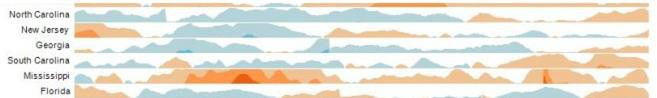 North Carolina
New Jersey
Georgia
South Carolina
Mississippi
Florida